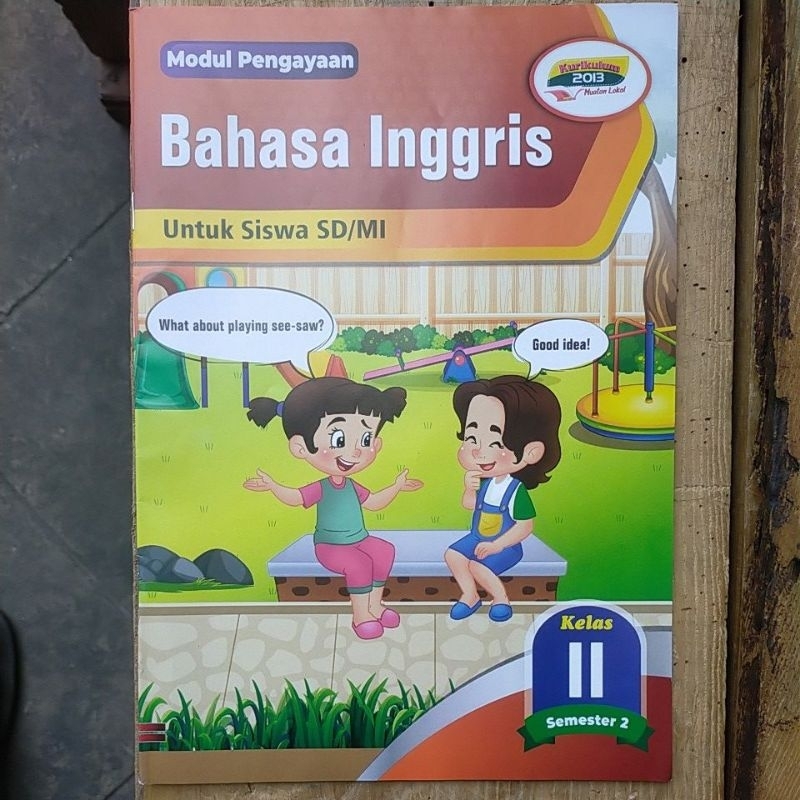 Modul Pengayaan
Kurikulum
2013
Muatan Lokal
Bahasa Inggris
Untuk Siswa SD/MI
What about playing see-saw?
Good idea!
Kelas
II
Semester 2